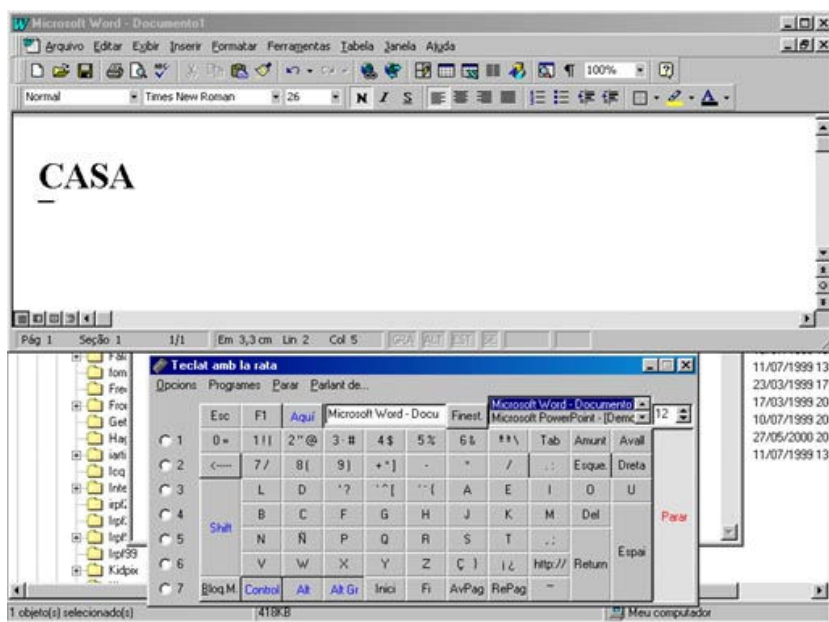 Microsoft Word - Documento1
Arquivo Editar Exibir Inserir Formatar Ferramentas Tabela Janela Ajuda
100%
Normal Times New Roman 26 N I S
CASA
Pág 1 Seção 1 1/1 Em 3,3 cm Lin 2 Col 5 GRA ALT EST SE
Teclat amb la rata
Opcions Programes Parar Parlant de...
Esc F1 Aquí Microsoft Word - Docu Finest. Microsoft Word - Documento 12
Microsoft PowerPoint - [Demo
1 0 = 1 ! | 2 " @ 3 · # 4 $ 5 % 6 & Tab Amunt Avall
2 <---- 7 / 8 ( 9 ) + * ] - * / . : Esque. Dreta
3 L D ' ? A E I O U
4 Shift B C F G H J K M Del Parar
5 N Ñ P Q R S T , ;
6 V W X Y Z Ç } ¡ ¿ http:// Return Espai
7 Bloq.M. Control Alt Alt Gr Inici Fi AvPag RePag
Get
iarti
Icq
Inte
Irpf99
Kidpix
11/07/1999 13
23/03/1999 17
17/03/1999 20
10/07/1999 20
27/05/2000 20
11/07/1999 13
1 objeto(s) selecionado(s) 418KB Meu computador